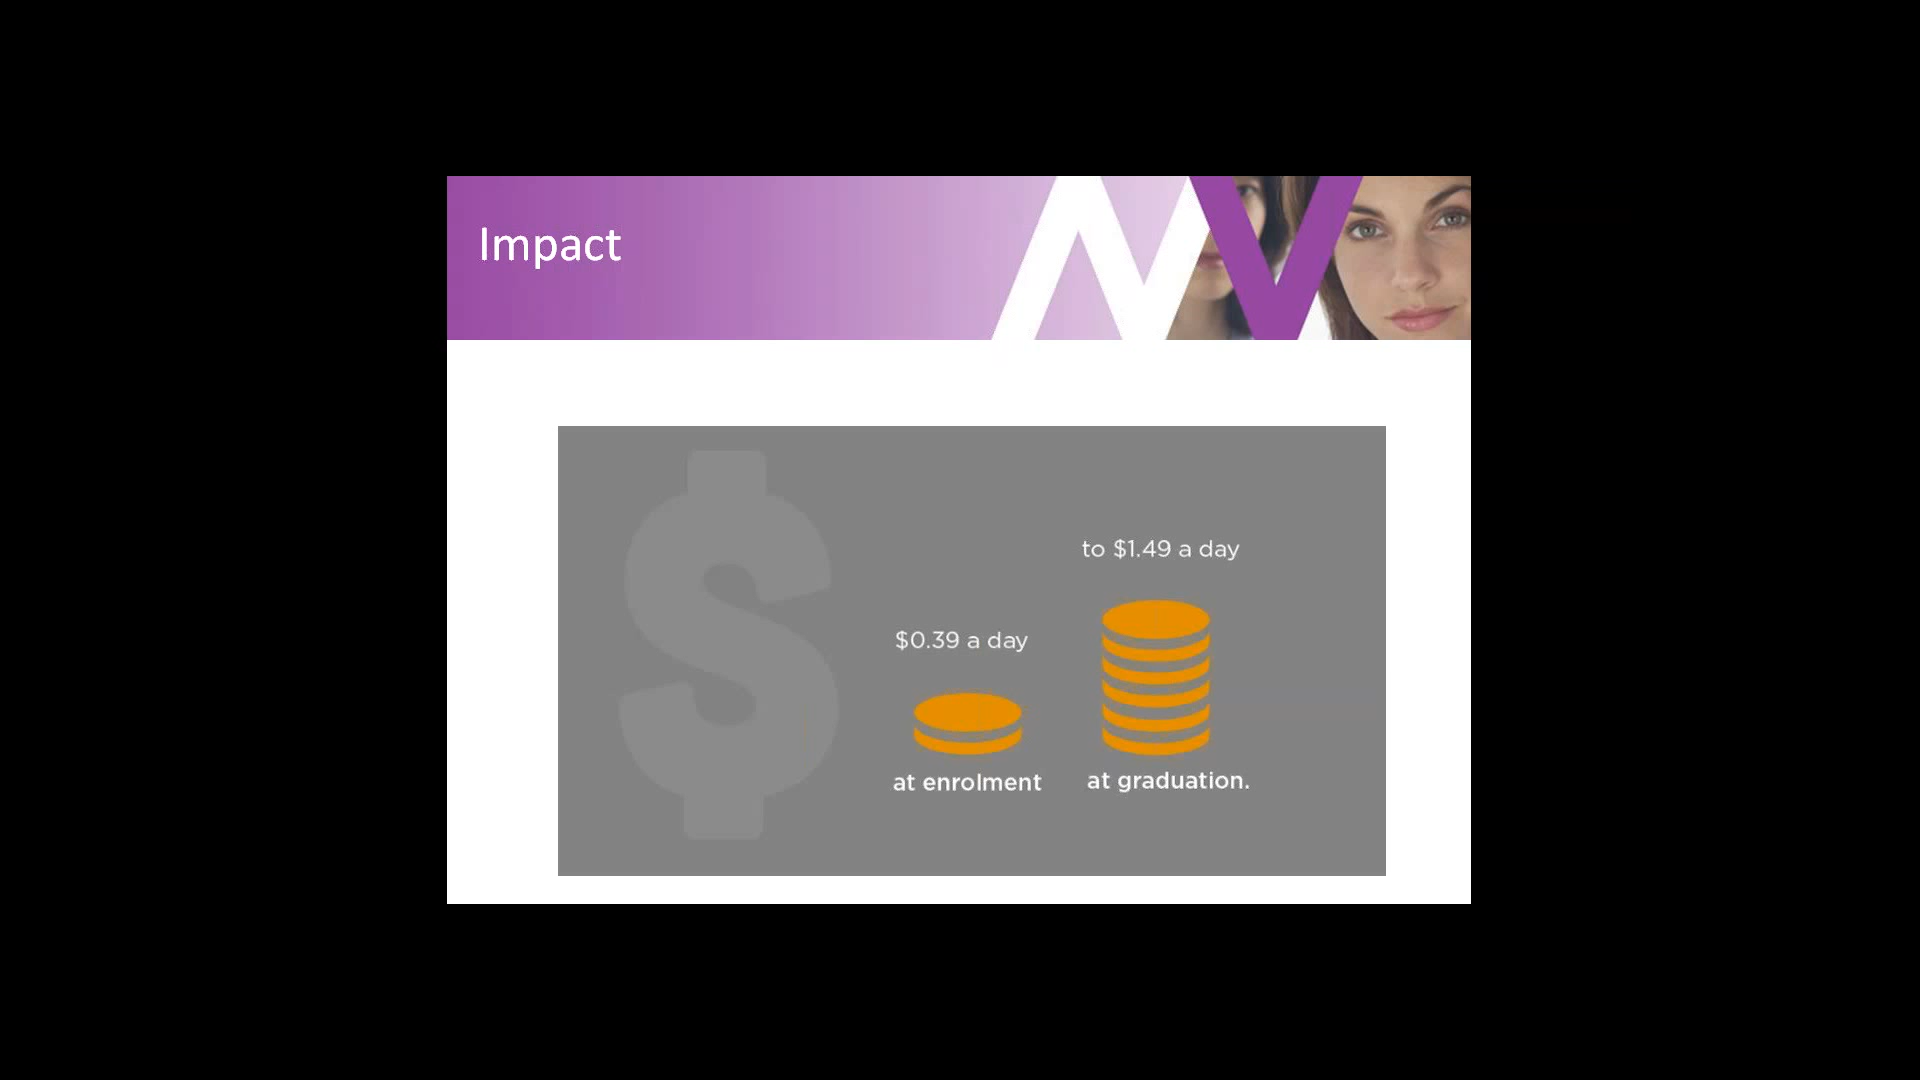 Impact
to $1.49 a day
$0.39 a day
at enrolment
at graduation.